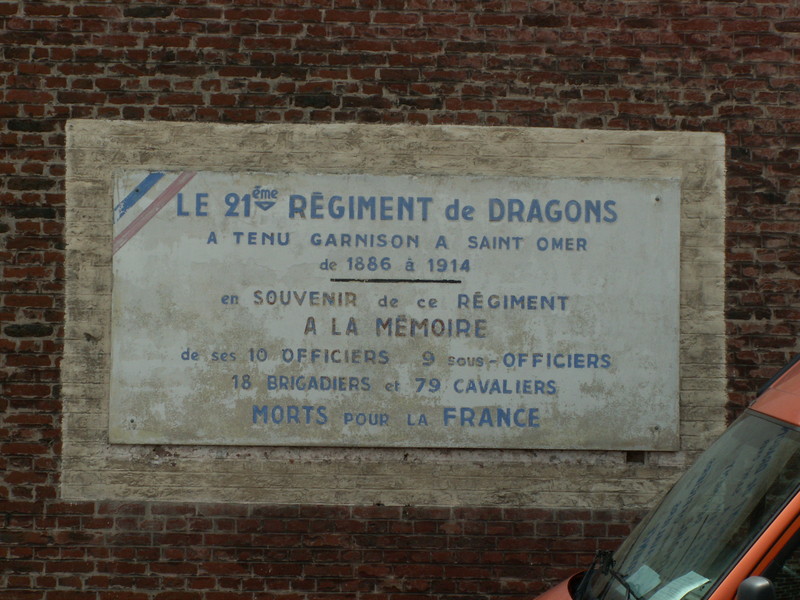 LE 21ème RÉGIMENT de DRAGONS
A TENU GARNISON A SAINT OMER
de 1886 à 1914
en SOUVENIR de ce RÉGIMENT
A LA MÉMOIRE
de ses 10 OFFICIERS 9 sous-OFFICIERS
18 BRIGADIERS et 79 CAVALIERS
MORTS POUR LA FRANCE